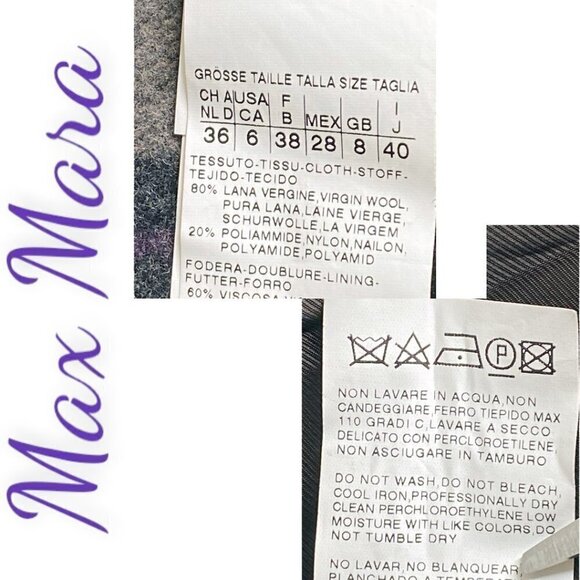 Max Mara
GRÖSSE TAILLE TALLA SIZE TAGLIA
CH A USA F I
NL D CA B MEX GB J
36 6 38 28 8 40
TESSUTO-TISSU-CLOTH-STOFF-
TEJIDO-TECIDO
80% LANA VERGINE,VIRGIN WOOL,
PURA LANA,LAINE VIERGE,
SCHURWOLLE,LA VIRGEM
20% POLIAMMIDE,NYLON,NAILON,
POLYAMIDE,POLYAMID
FODERA-DOUBLURE-LINING-
FUTTER-FORRO
60% VISCOSA
P
NON LAVARE IN ACQUA,NON
CANDEGGIARE,FERRO TIEPIDO MAX
110 GRADI C,LAVARE A SECCO
DELICATO CON PERCLOROETILENE,
NON ASCIUGARE IN TAMBURO
DO NOT WASH,DO NOT BLEACH,
COOL IRON,PROFESSIONALLY DRY
CLEAN PERCHLOROETHYLENE LOW
MOISTURE WITH LIKE COLORS,DO
NOT TUMBLE DRY
NO LAVAR,NO BLANQUEAR,
PLANCHADO A